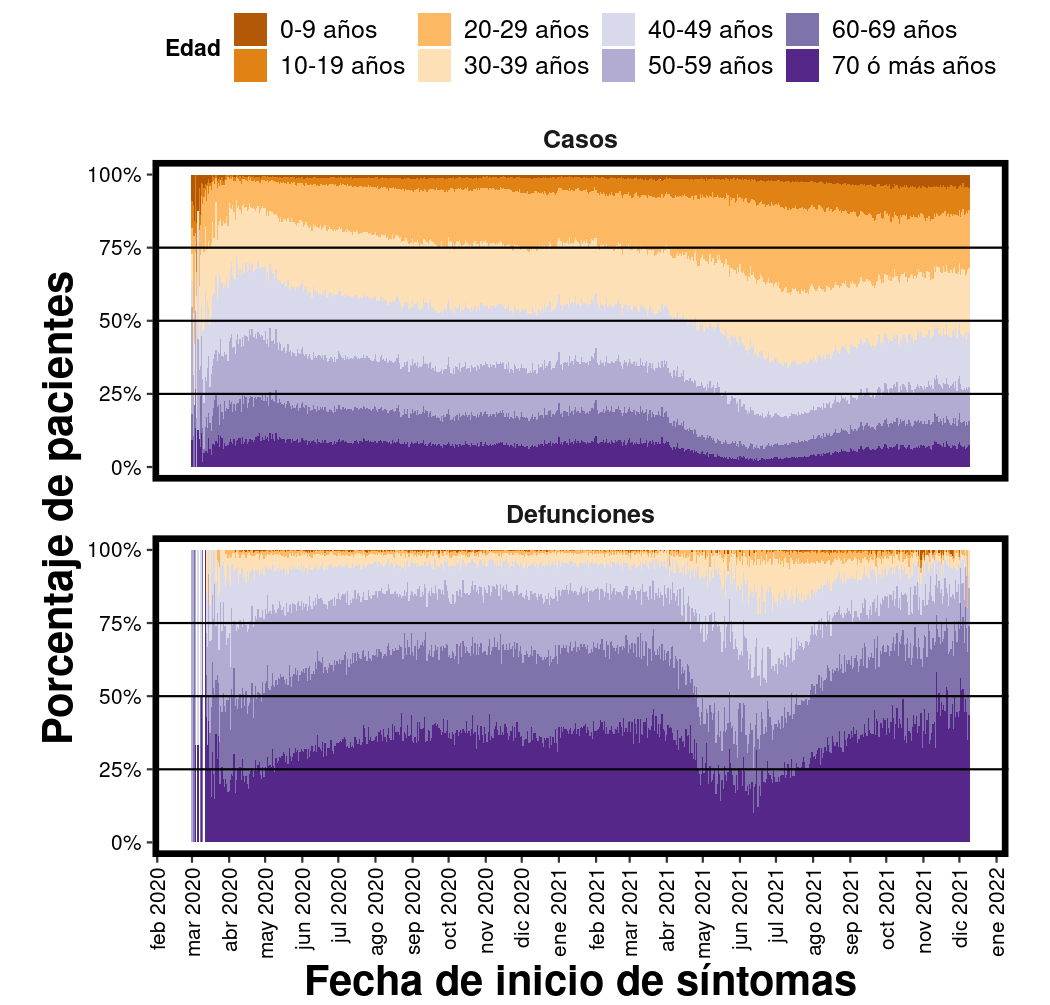 Edad
0-9 años 20-29 años 40-49 años 60-69 años
10-19 años 30-39 años 50-59 años 70 ó más años
Casos
100%
75%
50%
25%
0%
Defunciones
100%
75%
50%
25%
0%
Porcentaje de pacientes
feb 2020
mar 2020
abr 2020
may 2020
jun 2020
jul 2020
ago 2020
sep 2020
oct 2020
nov 2020
dic 2020
ene 2021
feb 2021
mar 2021
abr 2021
may 2021
jun 2021
jul 2021
ago 2021
sep 2021
oct 2021
nov 2021
dic 2021
ene 2022
Fecha de inicio de síntomas